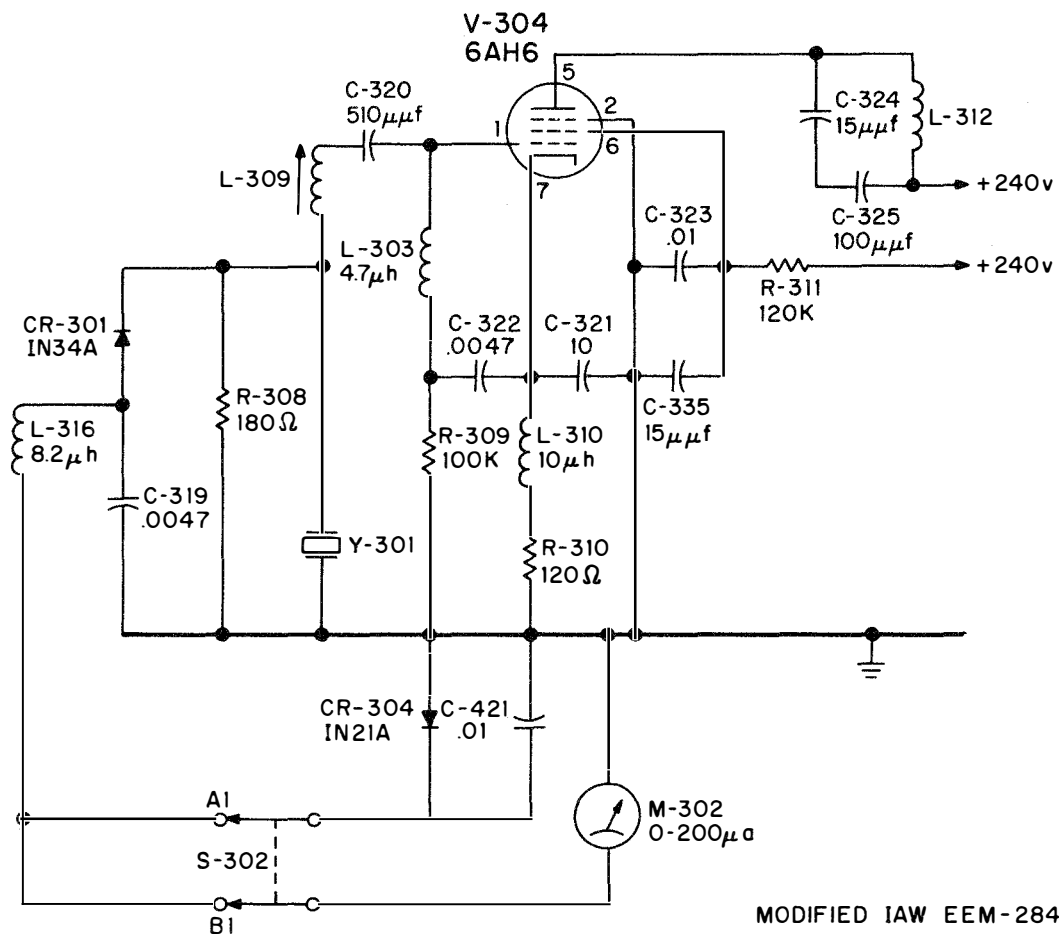 V-304
6AH6
5
2
1
6
7
C-320
510μμf
L-309
C-324
15μμf
L-312
+240v
C-325
100μμf
C-323
.01
+240v
R-311
120K
L-303
4.7μh
CR-301
IN34A
C-322
.0047
C-321
10
C-335
15μμf
R-308
180Ω
R-309
100K
L-310
10μh
L-316
8.2μh
C-319
.0047
Y-301
R-310
120Ω
CR-304
IN21A
C-421
.01
A1
S-302
B1
M-302
0-200μa
MODIFIED IAW EEM-284